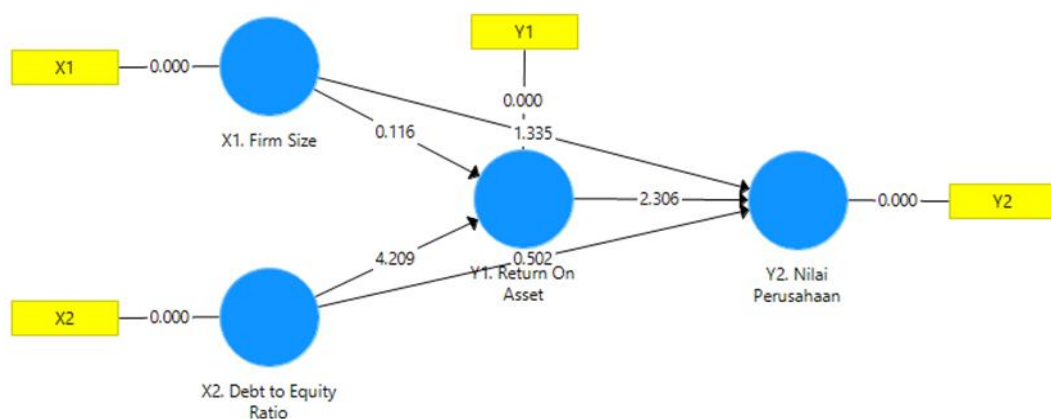 Y1
X1
0.000
0.000
X1. Firm Size
0.116
1.335
2.306
0.000
Y2
4.209
0.502
Y1. Return On
Asset
Y2. Nilai
Perusahaan
X2
0.000
X2. Debt to Equity
Ratio